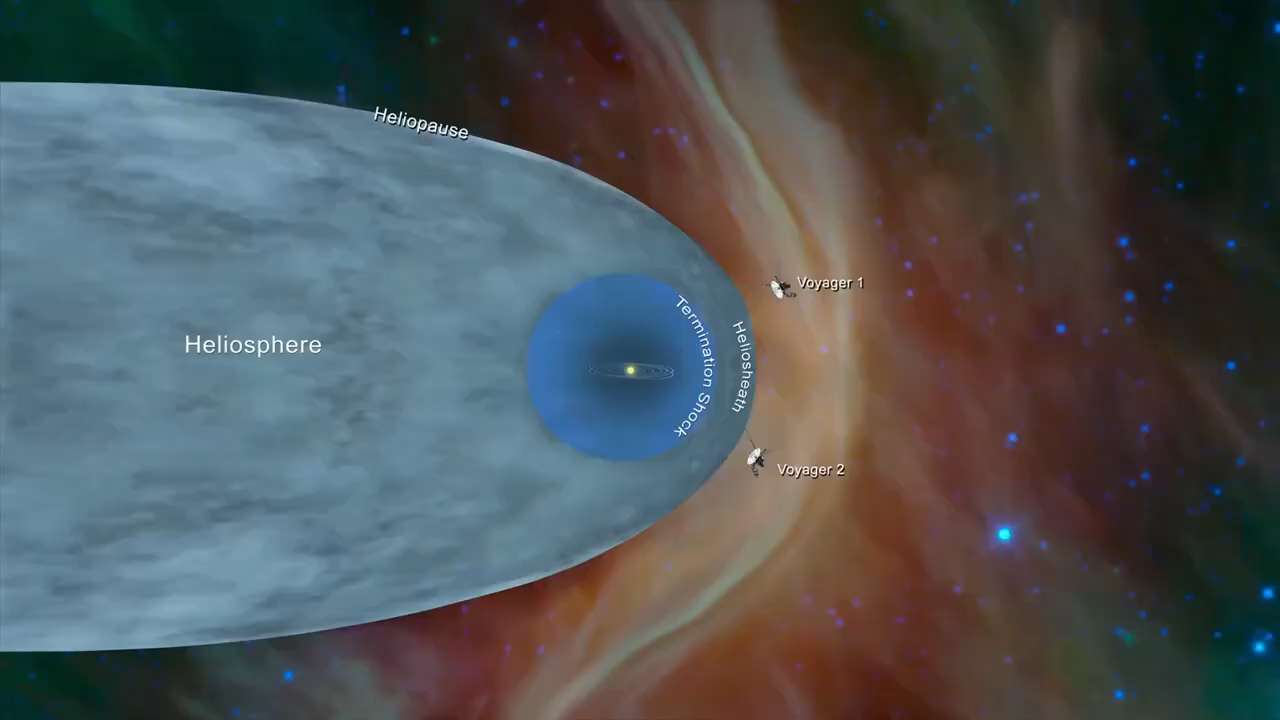 Heliopause
Voyager 1
Heliosphere
Termination Shock
Heliosheath
Voyager 2